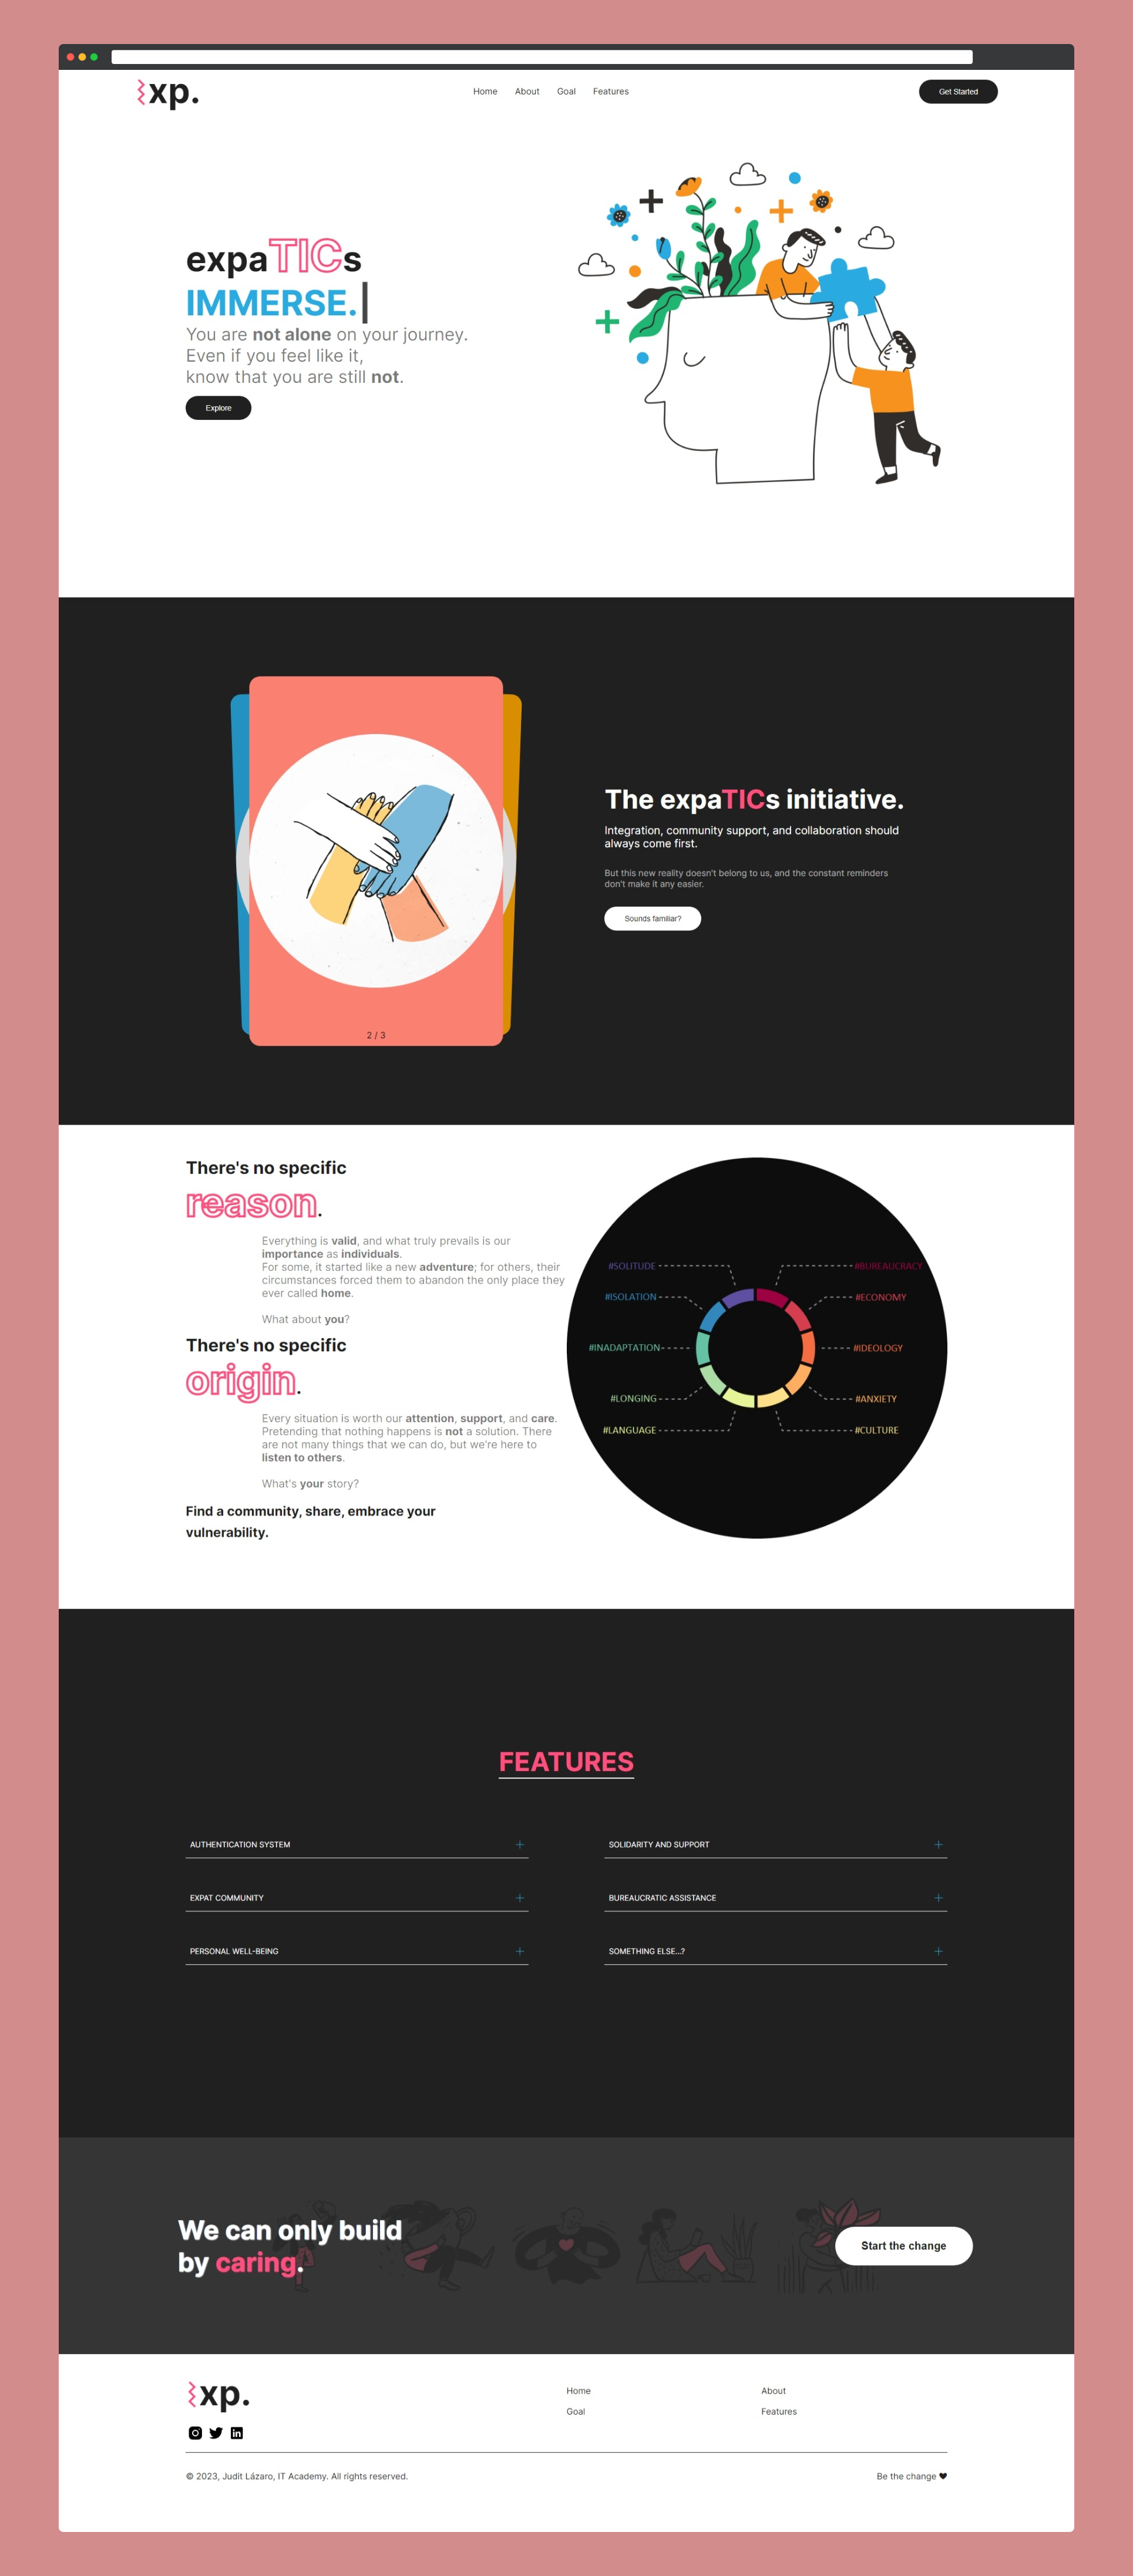 xp.
Home About Goal Features
Get Started
expaTICs
IMMERSE.
You are not alone on your journey.
Even if you feel like it,
know that you are still not.
Explore
2 / 3
The expaTICs initiative.
Integration, community support, and collaboration should
always come first.
But this new reality doesn't belong to us, and the constant reminders
don't make it any easier.
Sounds familiar?
There's no specific
reason.
Everything is valid, and what truly prevails is our
importance as individuals.
For some, it started like a new adventure; for others, their
circumstances forced them to abandon the only place they
ever called home.
What about you?
There's no specific
origin.
Every situation is worth our attention, support, and care.
Pretending that nothing happens is not a solution. There
are not many things that we can do, but we're here to
listen to others.
What's your story?
Find a community, share, embrace your
vulnerability.
#SOLITUDE #BUREAUCRACY
#ISOLATION #ECONOMY
#INADAPTATION #IDEOLOGY
#LONGING #ANXIETY
#LANGUAGE #CULTURE
FEATURES
AUTHENTICATION SYSTEM
SOLIDARITY AND SUPPORT
EXPAT COMMUNITY
BUREAUCRATIC ASSISTANCE
PERSONAL WELL-BEING
SOMETHING ELSE...?
We can only build
by caring.
Start the change
xp.
Home About
Goal Features
© 2023, Judit Lázaro, IT Academy. All rights reserved.
Be the change ♥